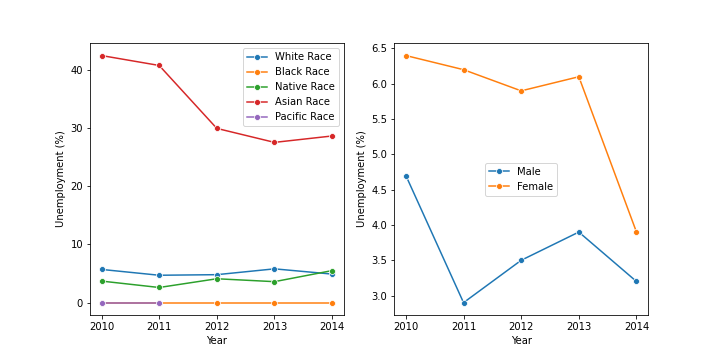 Unemployment (%)
40
30
20
10
0
2010 2011 2012 2013 2014
Year
White Race
Black Race
Native Race
Asian Race
Pacific Race
Unemployment (%)
6.5
6.0
5.5
5.0
4.5
4.0
3.5
3.0
2010 2011 2012 2013 2014
Year
Male
Female